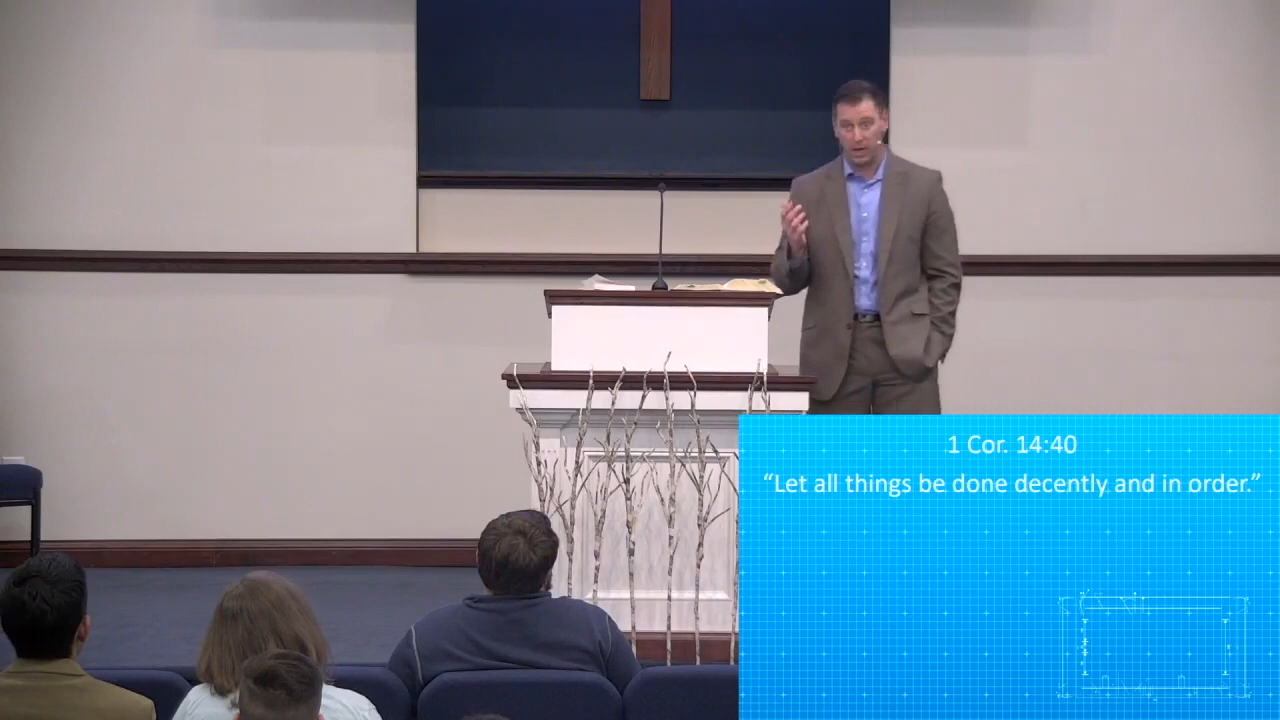 1 Cor. 14:40
“Let all things be done decently and in order.”